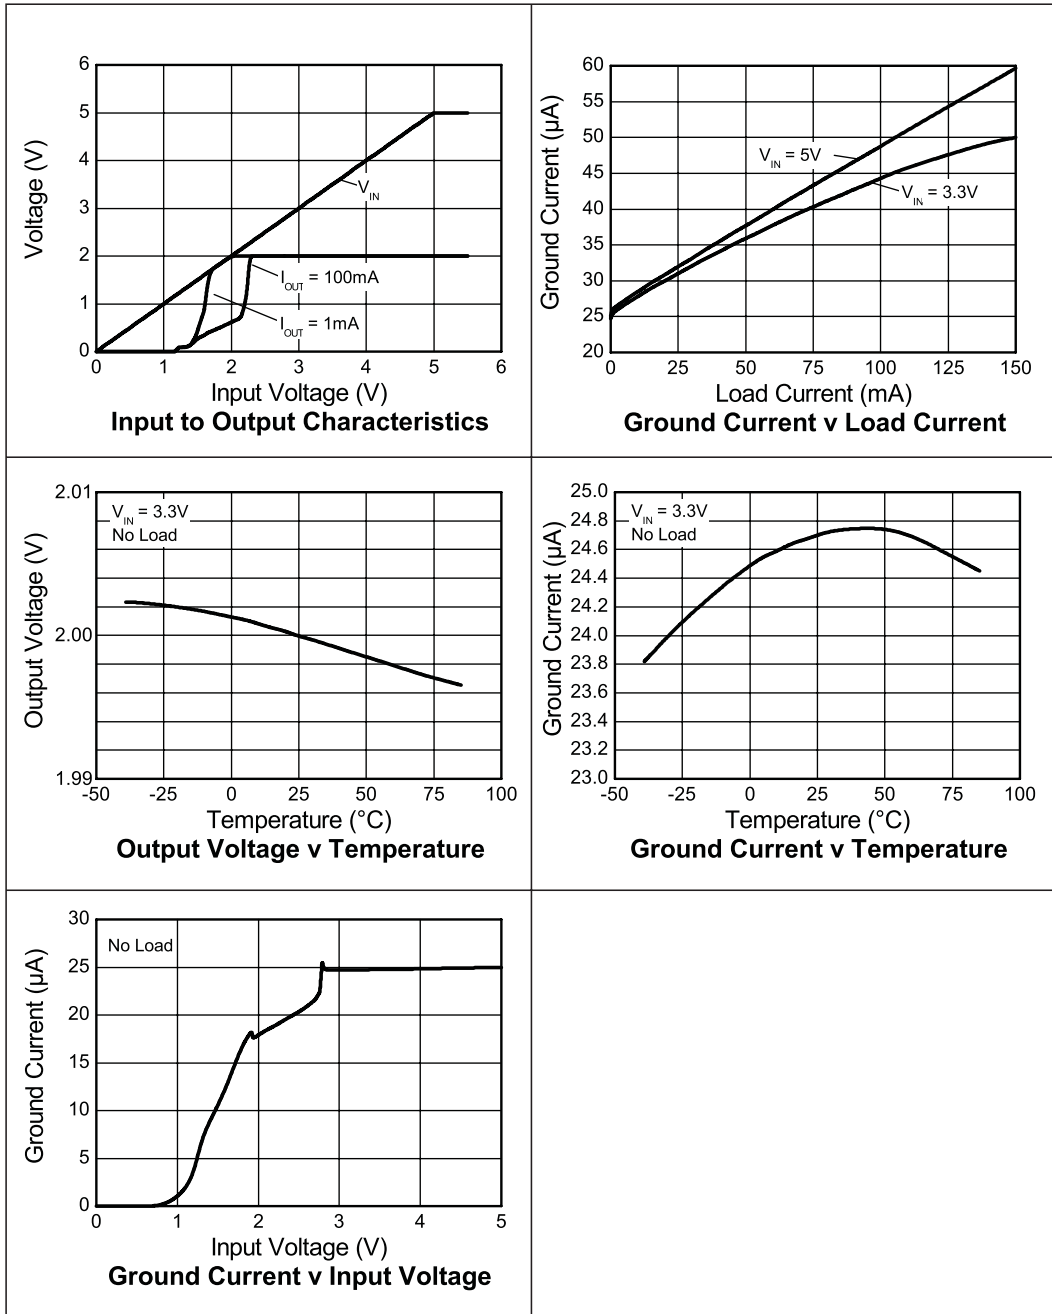 6
5
4
3
2
1
0
Voltage (V)
V_IN
I_OUT = 100mA
I_OUT = 1mA
0 1 2 3 4 5 6
Input Voltage (V)
Input to Output Characteristics
60
55
50
45
40
35
30
25
20
Ground Current (µA)
V_IN = 5V
V_IN = 3.3V
0 25 50 75 100 125 150
Load Current (mA)
Ground Current v Load Current
2.01
2.00
1.99
Output Voltage (V)
V_IN = 3.3V
No Load
-50 -25 0 25 50 75 100
Temperature (°C)
Output Voltage v Temperature
25.0
24.8
24.6
24.4
24.2
24.0
23.8
23.6
23.4
23.2
23.0
Ground Current (µA)
V_IN = 3.3V
No Load
-50 -25 0 25 50 75 100
Temperature (°C)
Ground Current v Temperature
30
25
20
15
10
5
0
Ground Current (µA)
No Load
0 1 2 3 4 5
Input Voltage (V)
Ground Current v Input Voltage